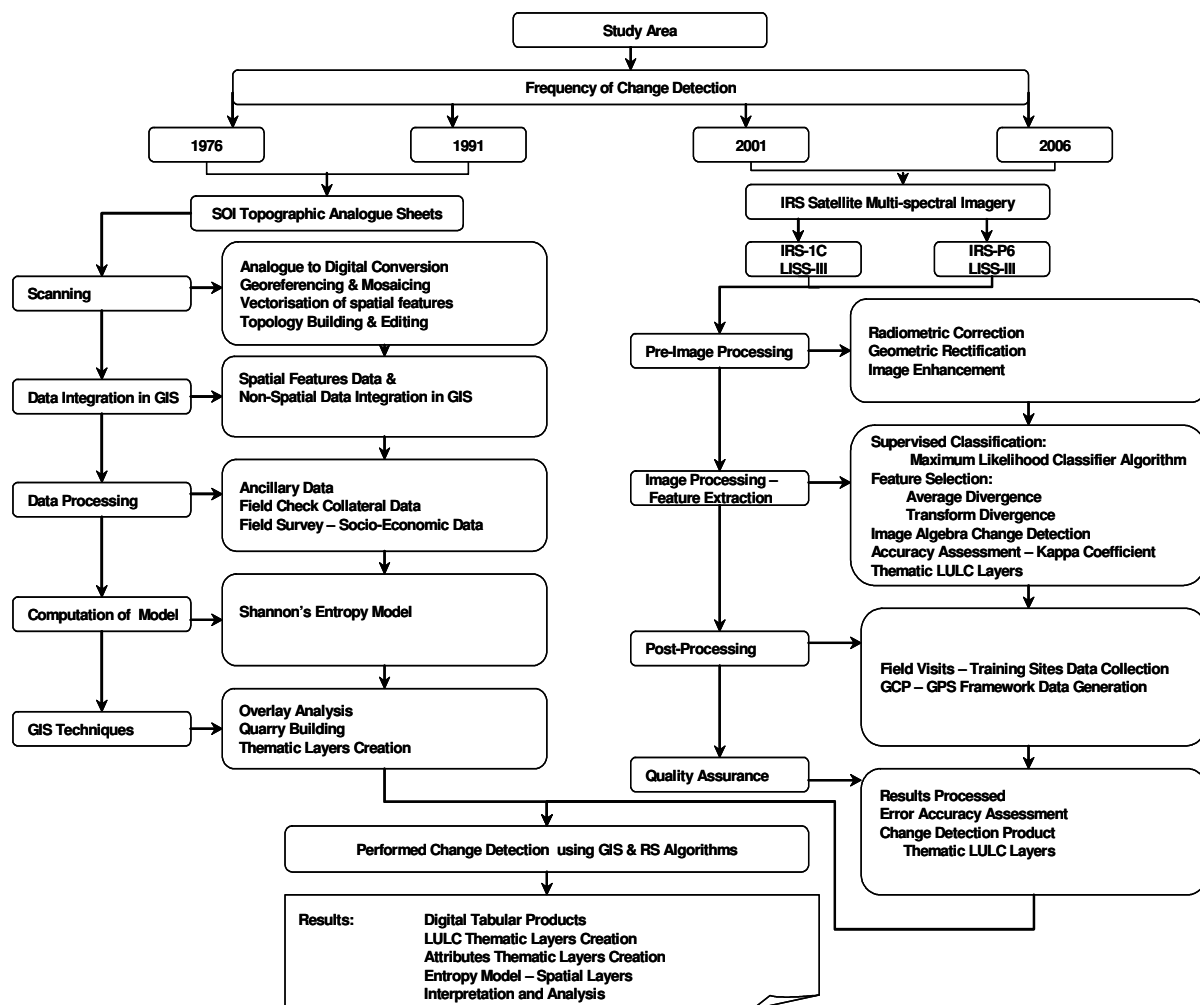 Study Area
Frequency of Change Detection
1976
1991
2001
2006
SOI Topographic Analogue Sheets
IRS Satellite Multi-spectral Imagery
IRS-1C
LISS-III
IRS-P6
LISS-III
Scanning
Analogue to Digital Conversion
Georeferencing & Mosaicing
Vectorisation of spatial features
Topology Building & Editing
Data Integration in GIS
Spatial Features Data &
Non-Spatial Data Integration in GIS
Data Processing
Ancillary Data
Field Check Collateral Data
Field Survey – Socio-Economic Data
Computation of Model
Shannon's Entropy Model
GIS Techniques
Overlay Analysis
Quarry Building
Thematic Layers Creation
Pre-Image Processing
Radiometric Correction
Geometric Rectification
Image Enhancement
Image Processing –
Feature Extraction
Supervised Classification:
Maximum Likelihood Classifier Algorithm
Feature Selection:
Average Divergence
Transform Divergence
Image Algebra Change Detection
Accuracy Assessment – Kappa Coefficient
Thematic LULC Layers
Post-Processing
Field Visits – Training Sites Data Collection
GCP – GPS Framework Data Generation
Quality Assurance
Results Processed
Error Accuracy Assessment
Change Detection Product
Thematic LULC Layers
Performed Change Detection using GIS & RS Algorithms
Results: Digital Tabular Products
LULC Thematic Layers Creation
Attributes Thematic Layers Creation
Entropy Model – Spatial Layers
Interpretation and Analysis